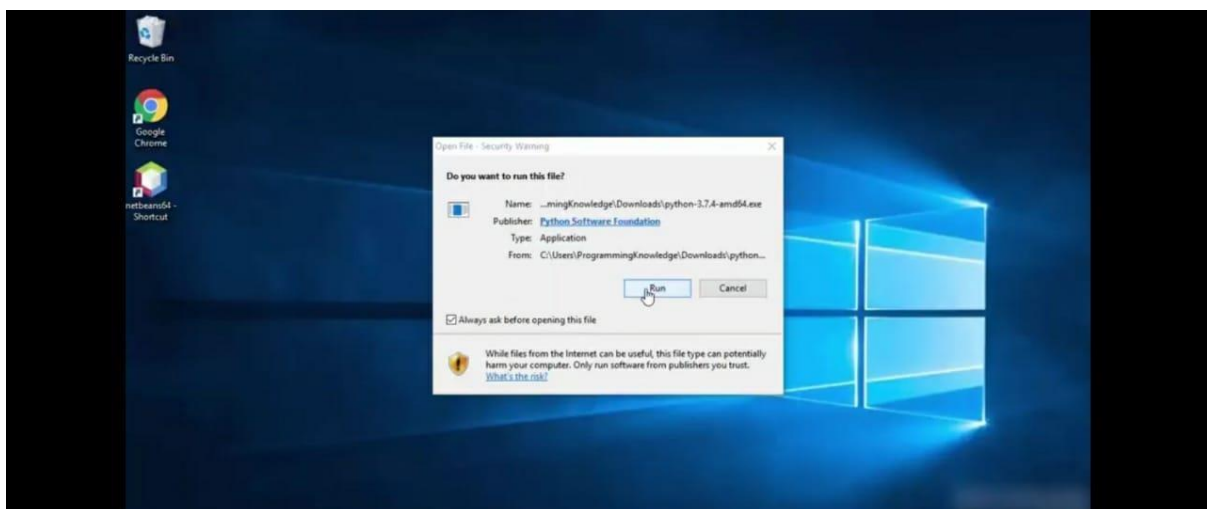 Recycle Bin
Google
Chrome
netbeans64 -
Shortcut
Open File - Security Warning
Do you want to run this file?
Name: ...mingKnowledge\Downloads\python-3.7.4-amd64.exe
Publisher: Python Software Foundation
Type: Application
From: C:\Users\ProgrammingKnowledge\Downloads\python...
Run Cancel
Always ask before opening this file
While files from the Internet can be useful, this file type can potentially
harm your computer. Only run software from publishers you trust.
What's the risk?